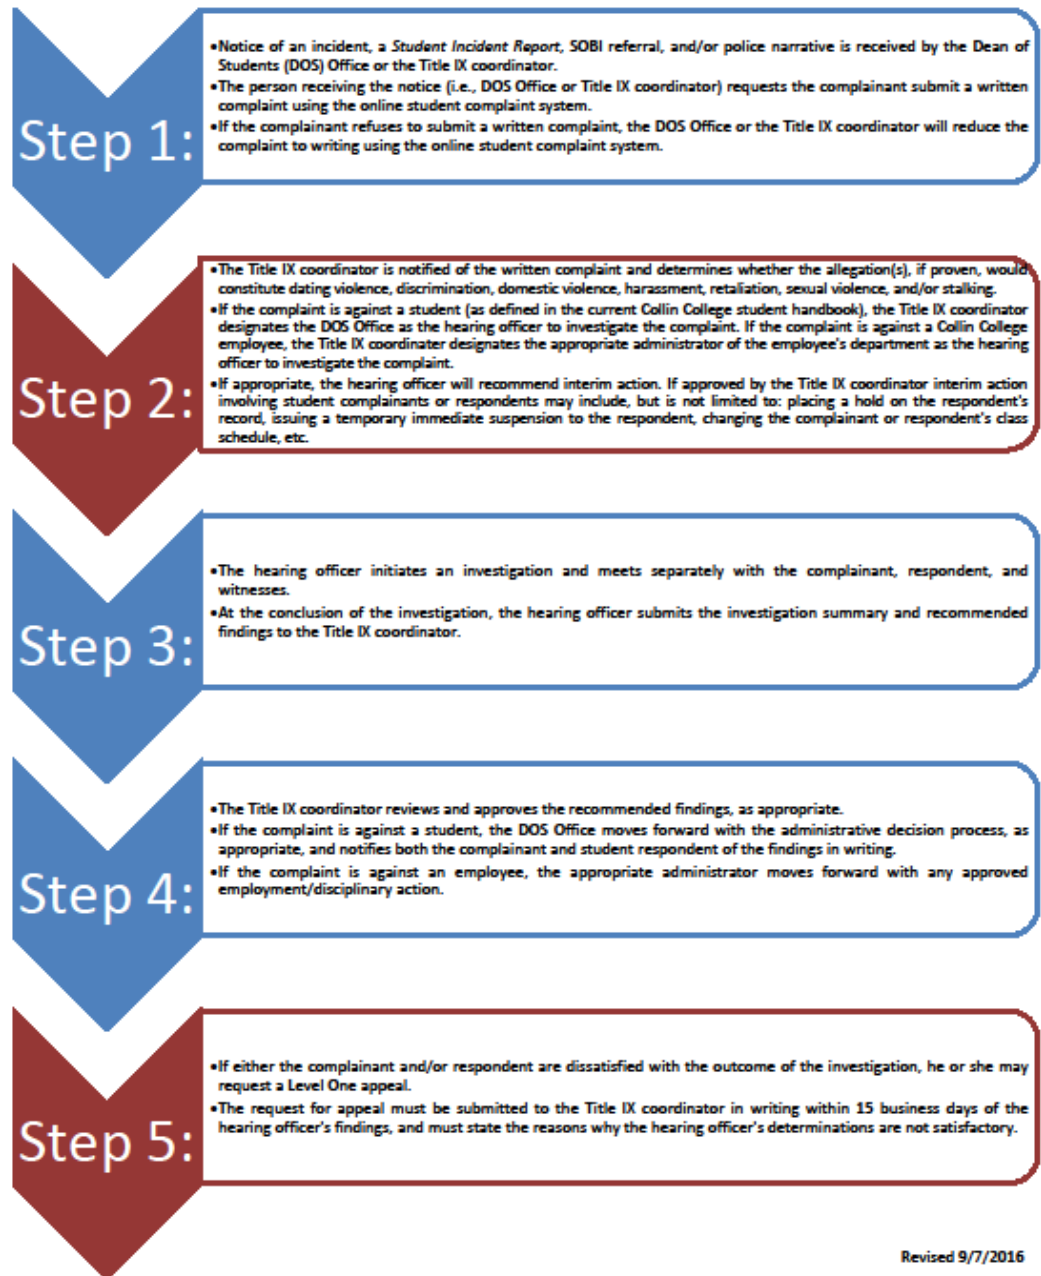 Step 1:
•Notice of an incident, a Student Incident Report, SOBI referral, and/or police narrative is received by the Dean of
Students (DOS) Office or the Title IX coordinator.
•The person receiving the notice (i.e., DOS Office or Title IX coordinator) requests the complainant submit a written
complaint using the online student complaint system.
•If the complainant refuses to submit a written complaint, the DOS Office or the Title IX coordinator will reduce the
complaint to writing using the online student complaint system.
Step 2:
•The Title IX coordinator is notified of the written complaint and determines whether the allegation(s), if proven, would
constitute dating violence, discrimination, domestic violence, harassment, retaliation, sexual violence, and/or stalking.
•If the complaint is against a student (as defined in the current Collin College student handbook), the Title IX coordinator
designates the DOS Office as the hearing officer to investigate the complaint. If the complaint is against a Collin College
employee, the Title IX coordinater designates the appropriate administrator of the employee's department as the hearing
officer to investigate the complaint.
•If appropriate, the hearing officer will recommend interim action. If approved by the Title IX coordinator interim action
involving student complainants or respondents may include, but is not limited to: placing a hold on the respondent's
record, issuing a temporary immediate suspension to the respondent, changing the complainant or respondent's class
schedule, etc.
Step 3:
•The hearing officer initiates an investigation and meets separately with the complainant, respondent, and
witnesses.
•At the conclusion of the investigation, the hearing officer submits the investigation summary and recommended
findings to the Title IX coordinator.
Step 4:
•The Title IX coordinator reviews and approves the recommended findings, as appropriate.
•If the complaint is against a student, the DOS Office moves forward with the administrative decision process, as
appropriate, and notifies both the complainant and student respondent of the findings in writing.
•If the complaint is against an employee, the appropriate administrator moves forward with any approved
employment/disciplinary action.
Step 5:
•If either the complainant and/or respondent are dissatisfied with the outcome of the investigation, he or she may
request a Level One appeal.
•The request for appeal must be submitted to the Title IX coordinator in writing within 15 business days of the
hearing officer's findings, and must state the reasons why the hearing officer's determinations are not satisfactory.
Revised 9/7/2016